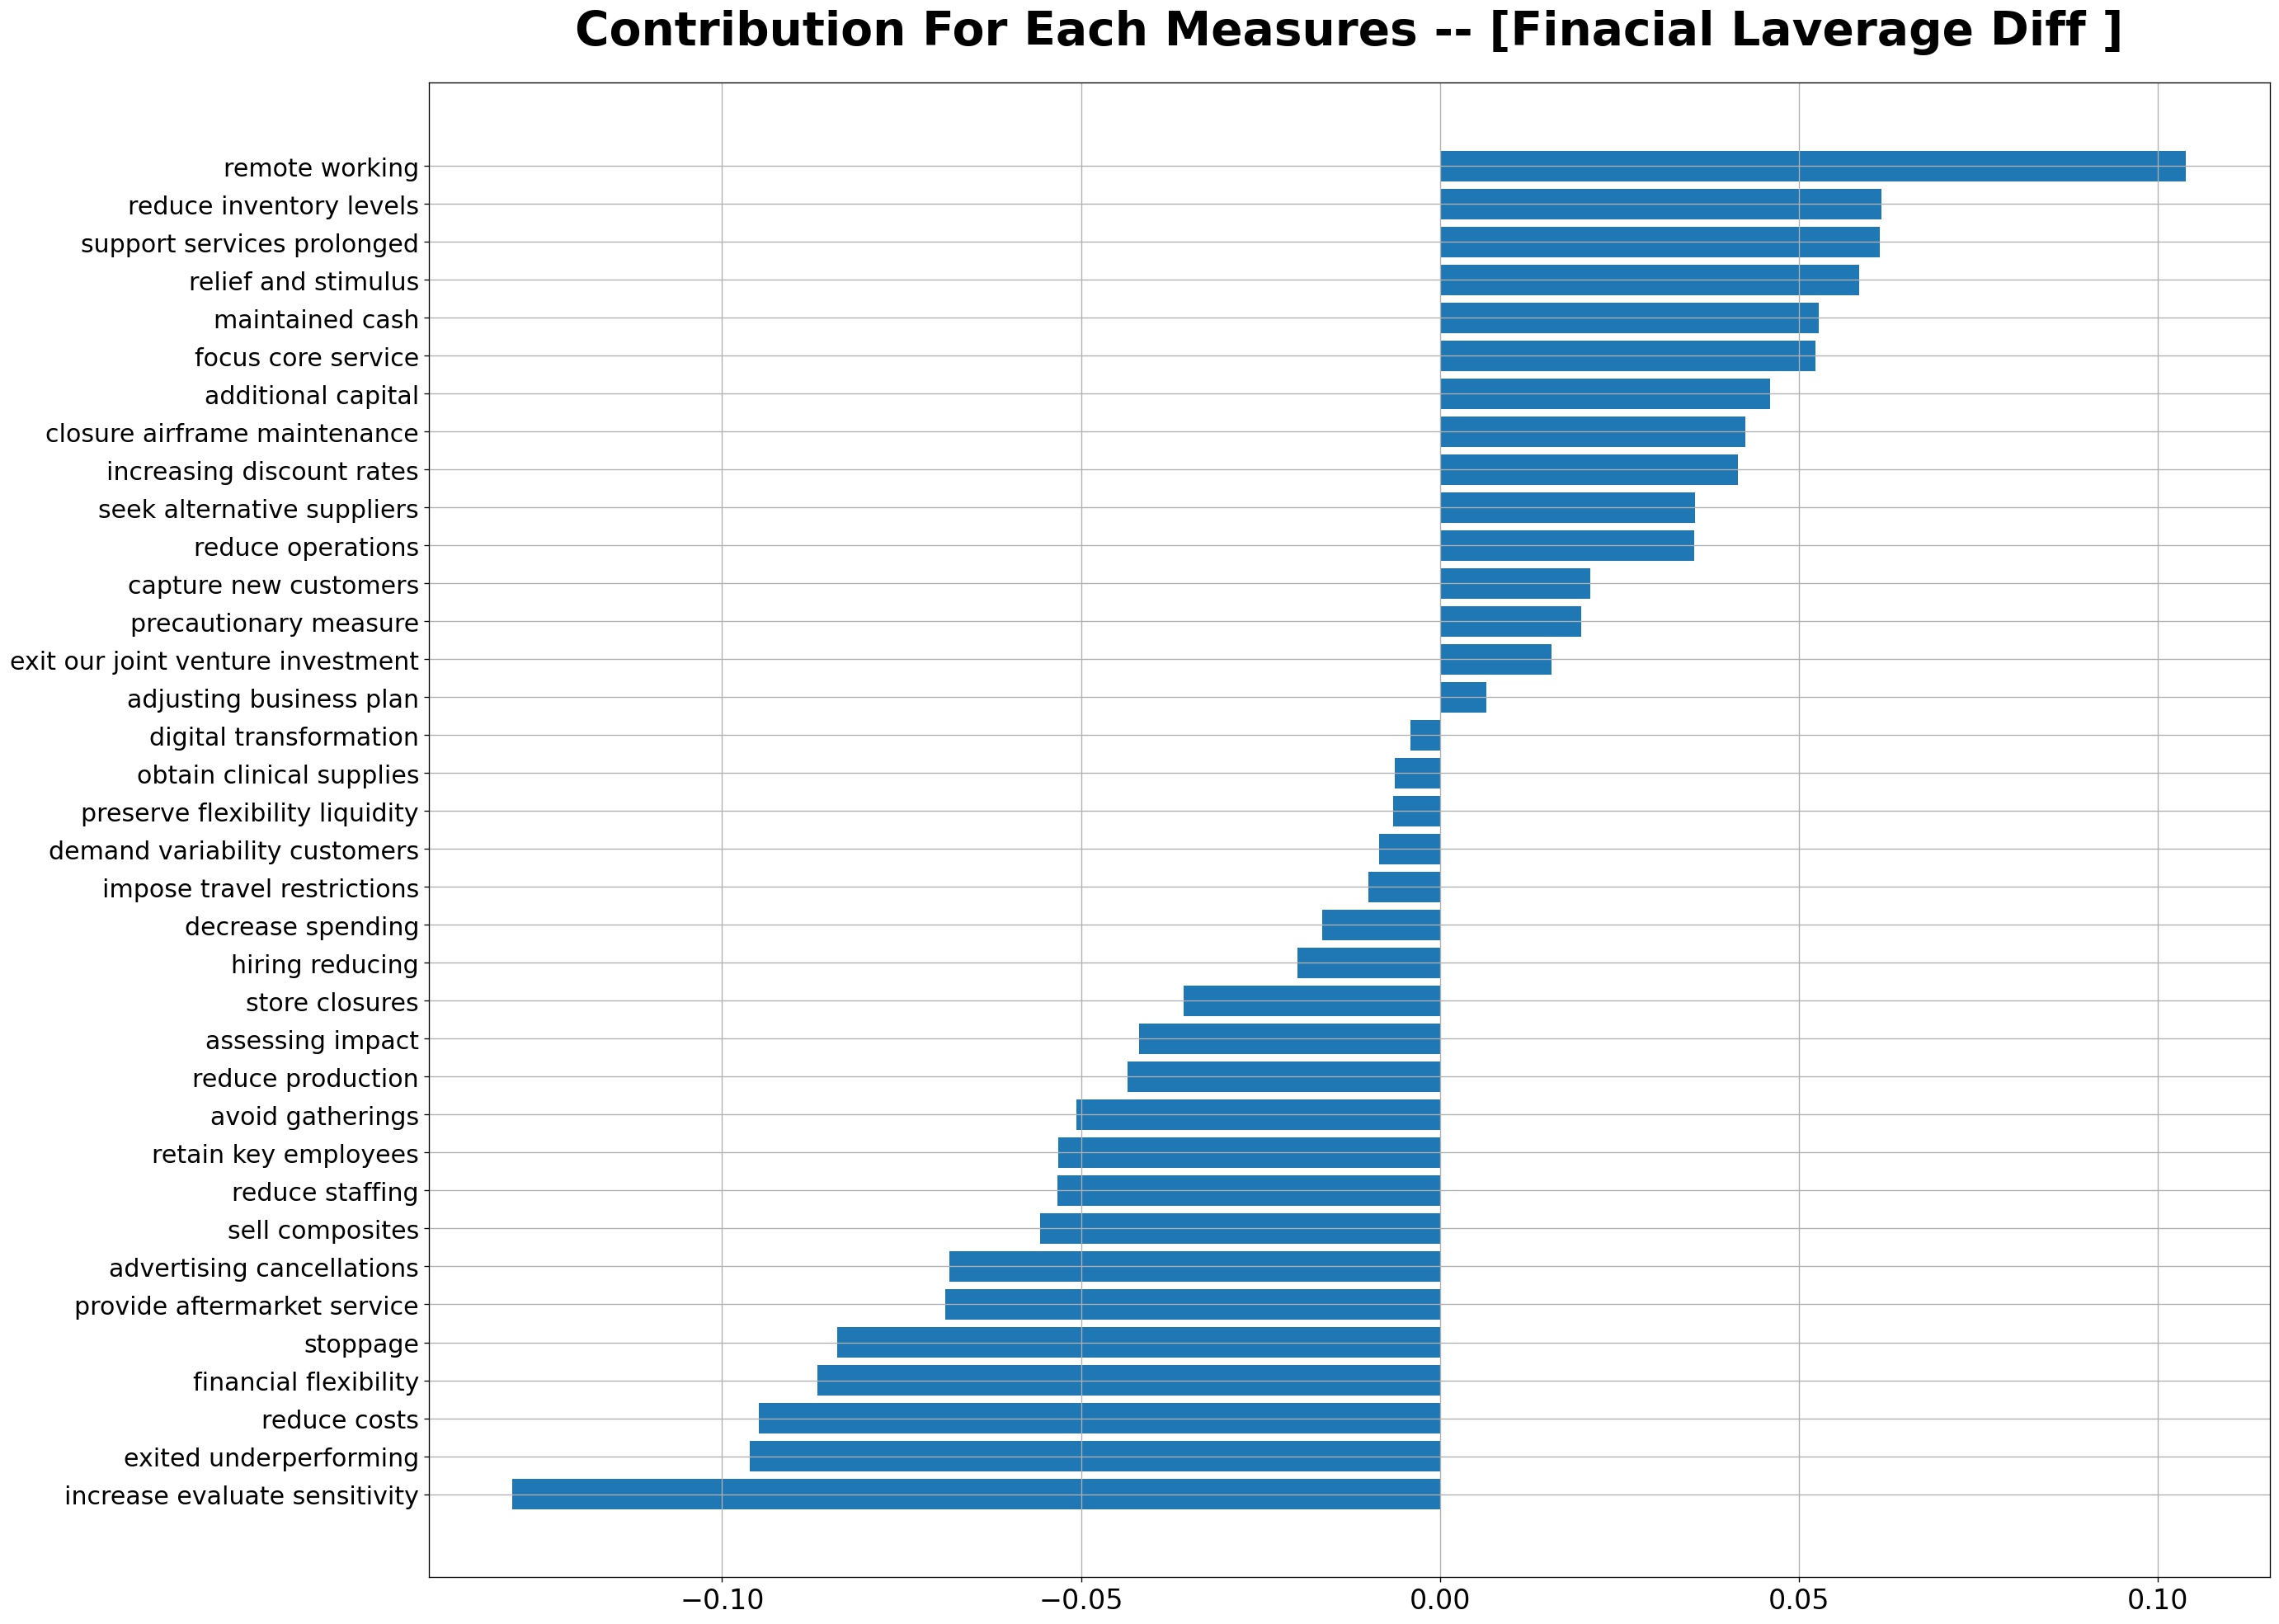 Contribution For Each Measures -- [Finacial Laverage Diff ]
remote working
reduce inventory levels
support services prolonged
relief and stimulus
maintained cash
focus core service
additional capital
closure airframe maintenance
increasing discount rates
seek alternative suppliers
reduce operations
capture new customers
precautionary measure
exit our joint venture investment
adjusting business plan
digital transformation
obtain clinical supplies
preserve flexibility liquidity
demand variability customers
impose travel restrictions
decrease spending
hiring reducing
store closures
assessing impact
reduce production
avoid gatherings
retain key employees
reduce staffing
sell composites
advertising cancellations
provide aftermarket service
stoppage
financial flexibility
reduce costs
exited underperforming
increase evaluate sensitivity
−0.10 −0.05 0.00 0.05 0.10